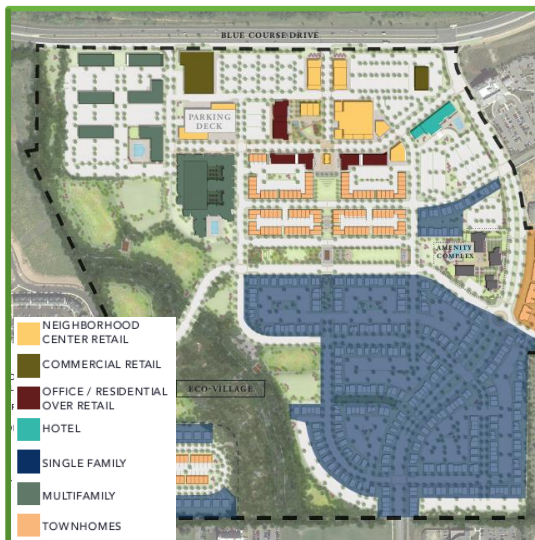 BLUE COURSE DRIVE
PARKING
DECK
AMENITY
COMPLEX
NEIGHBORHOOD
CENTER RETAIL
COMMERCIAL RETAIL
OFFICE / RESIDENTIAL
OVER RETAIL
ECO-VILLAGE
HOTEL
SINGLE FAMILY
MULTIFAMILY
TOWNHOMES